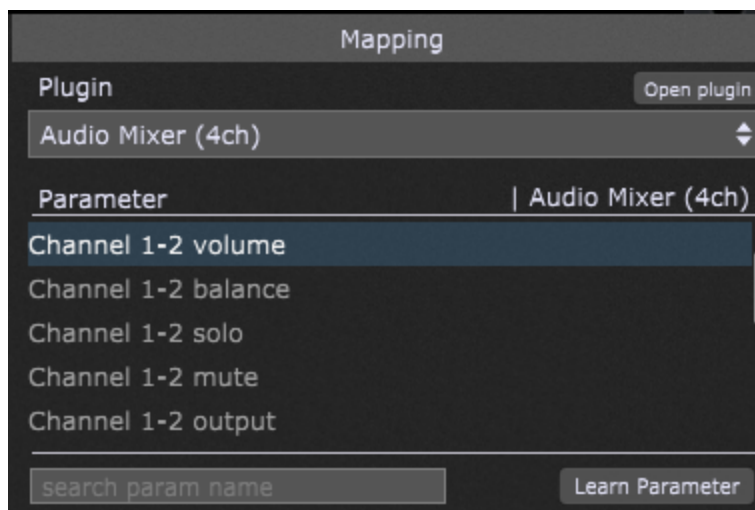 Mapping
Plugin Open plugin
Audio Mixer (4ch)
Parameter | Audio Mixer (4ch)
Channel 1-2 volume
Channel 1-2 balance
Channel 1-2 solo
Channel 1-2 mute
Channel 1-2 output
search param name Learn Parameter